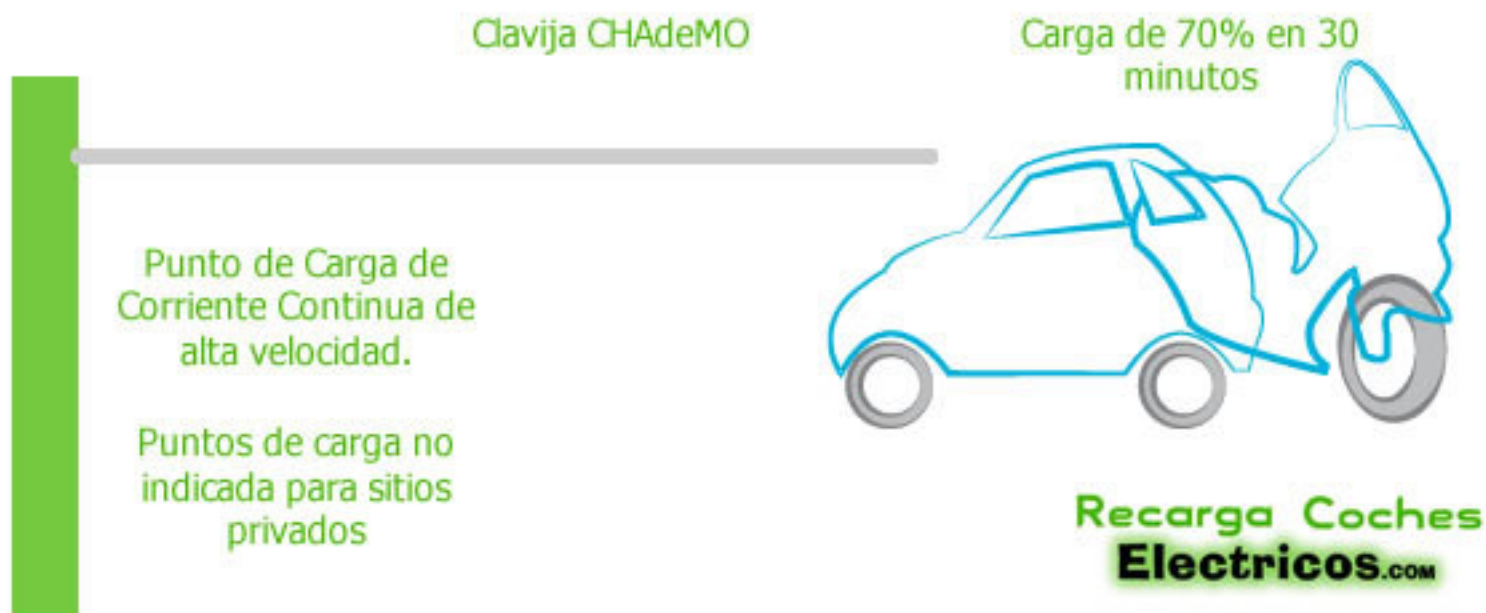 Clavija CHAdeMO
Carga de 70% en 30
minutos
Punto de Carga de
Corriente Continua de
alta velocidad.
Puntos de carga no
indicada para sitios
privados
Recarga Coches
Electricos.com